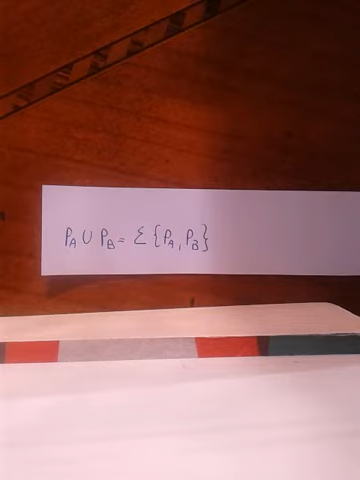 P_A ∪ P_B = Σ {P_A, P_B}